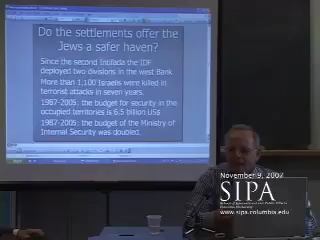 Do the settlements offer the
Jews a safer haven?
Since the second Intifada the IDF
deployed two divisions in the west Bank
More than 1,100 Israelis were killed in
terrorist attacks in seven years.
1987-2005: the budget for security in the
occupied territories is 6.5 billion US$
1987-2005: the budget of the Ministry of
Internal Security was doubled.
November 9, 2007
SIPA
www.sipa.columbia.edu